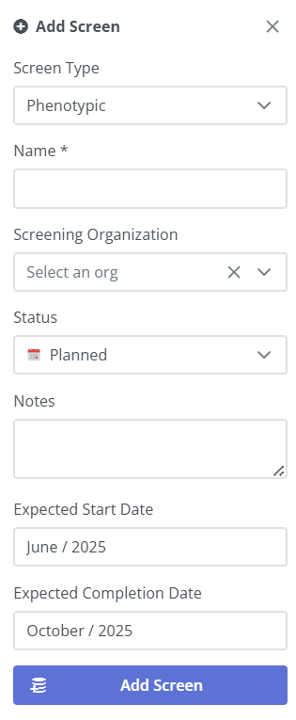 Add Screen
Screen Type
Phenotypic
Name *
Screening Organization
Select an org
Status
Planned
Notes
Expected Start Date
June / 2025
Expected Completion Date
October / 2025
Add Screen